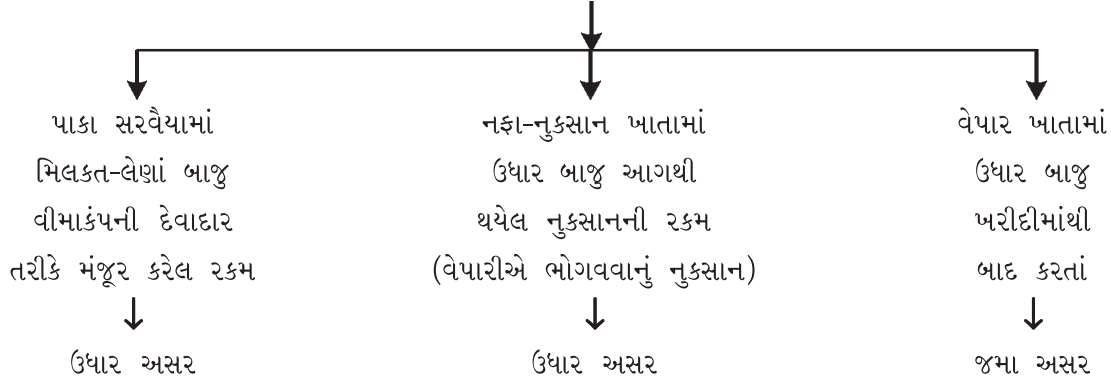 પાકા સરવૈયામાં
મિલકત-લેણાં બાજુ
વીમાકંપની દેવાદાર
તરીકે મંજૂર કરેલ રકમ
ઉધાર અસર
નફા-નુકસાન ખાતામાં
ઉધાર બાજુ આગથી
થયેલ નુકસાનની રકમ
(વેપારીએ ભોગવવાનું નુકસાન)
ઉધાર અસર
વેપાર ખાતામાં
ઉધાર બાજુ
ખરીદીમાંથી
બાદ કરતાં
જમા અસર